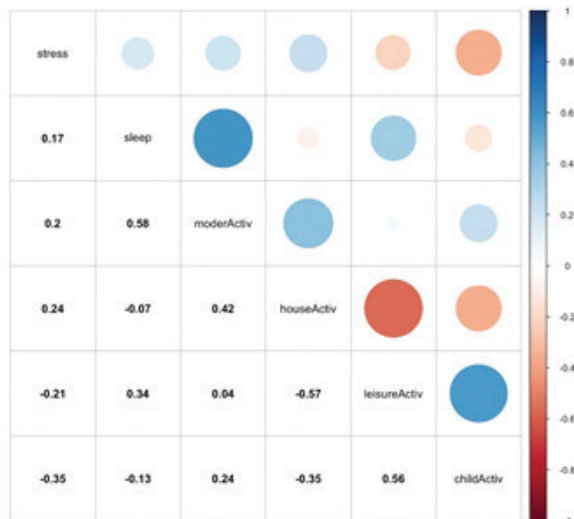 1
0.8
stress
0.6
0.17 sleep
0.4
0.2 0.58 moderActiv
0.2
0
0.24 -0.07 0.42 houseActiv
-0.2
-0.4
-0.21 0.34 0.04 -0.57 leisureActiv
-0.6
-0.8
-0.35 -0.13 0.24 -0.35 0.56 childActiv
-1